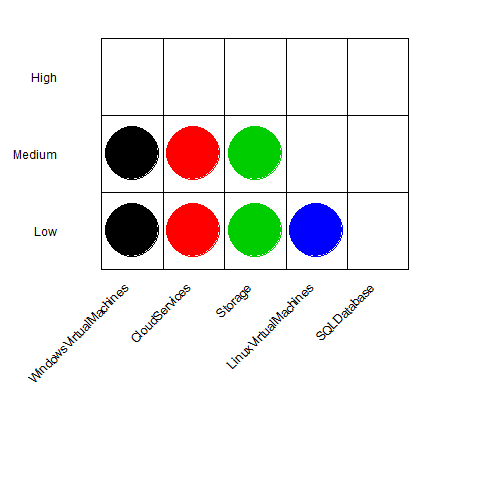 High
Medium
Low
WindowsVirtualMachines
CloudServices
Storage
LinuxVirtualMachines
SQLDatabase